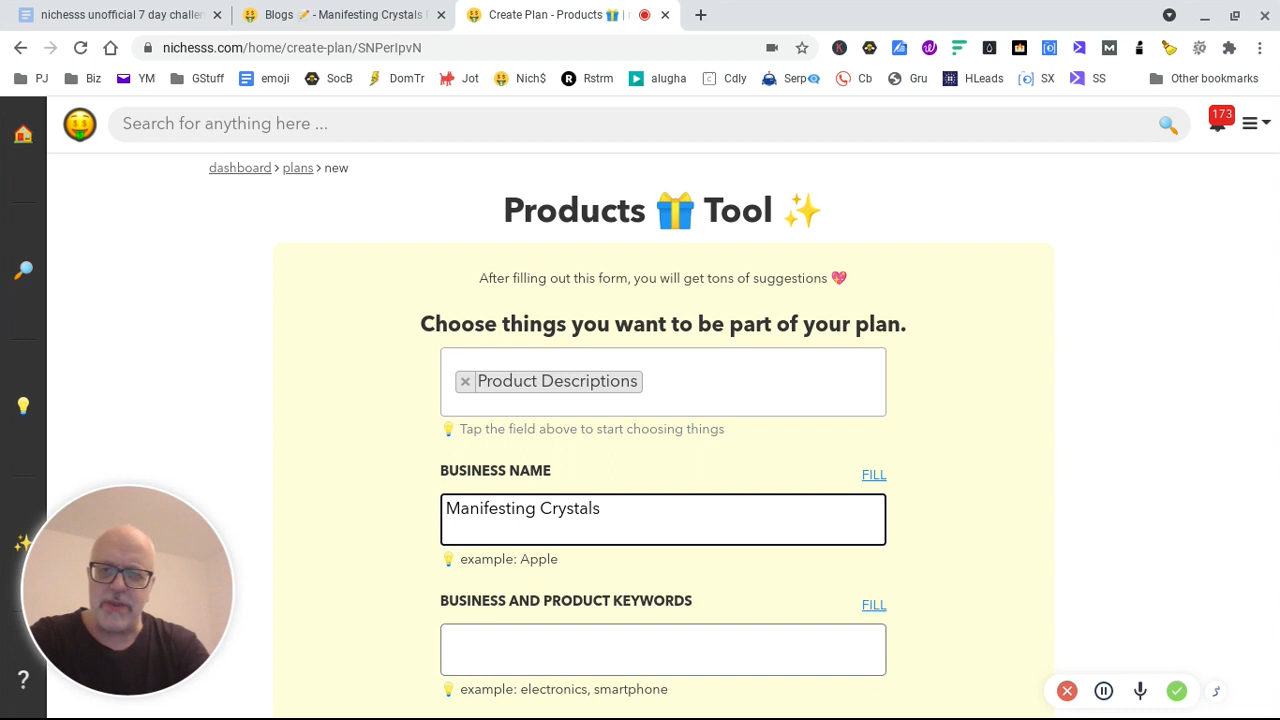 nichesss unofficial 7 day challer
Blogs 📝 - Manifesting Crystals F
Create Plan - Products 🎁 | n
nichesss.com/home/create-plan/SNPerIpvN
PJ Biz YM GStuff emoji SocB DomTr Jot Nich$ Rstrm alugha Cdly Serp Cb Gru HLeads SX SS Other bookmarks
Search for anything here ...
173
dashboard > plans > new
Products 🎁 Tool ✨
After filling out this form, you will get tons of suggestions 💖
Choose things you want to be part of your plan.
× Product Descriptions
💡 Tap the field above to start choosing things
BUSINESS NAME FILL
Manifesting Crystals
💡 example: Apple
BUSINESS AND PRODUCT KEYWORDS FILL
💡 example: electronics, smartphone
?